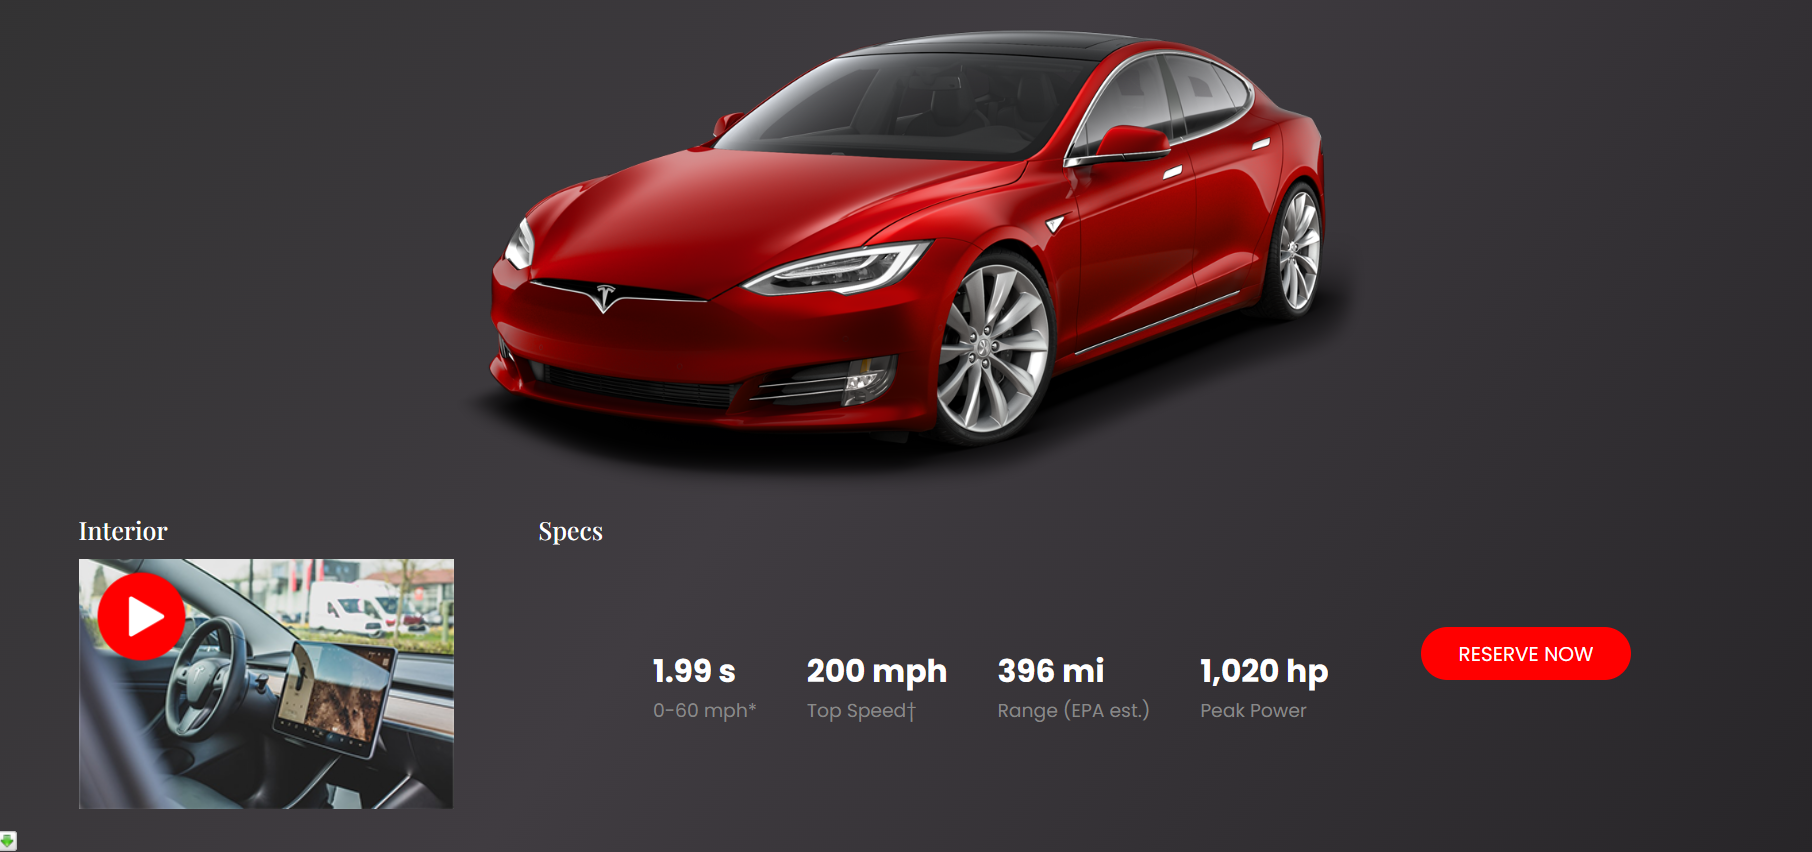 Interior
Specs
1.99 s
0-60 mph*
200 mph
Top Speed†
396 mi
Range (EPA est.)
1,020 hp
Peak Power
RESERVE NOW